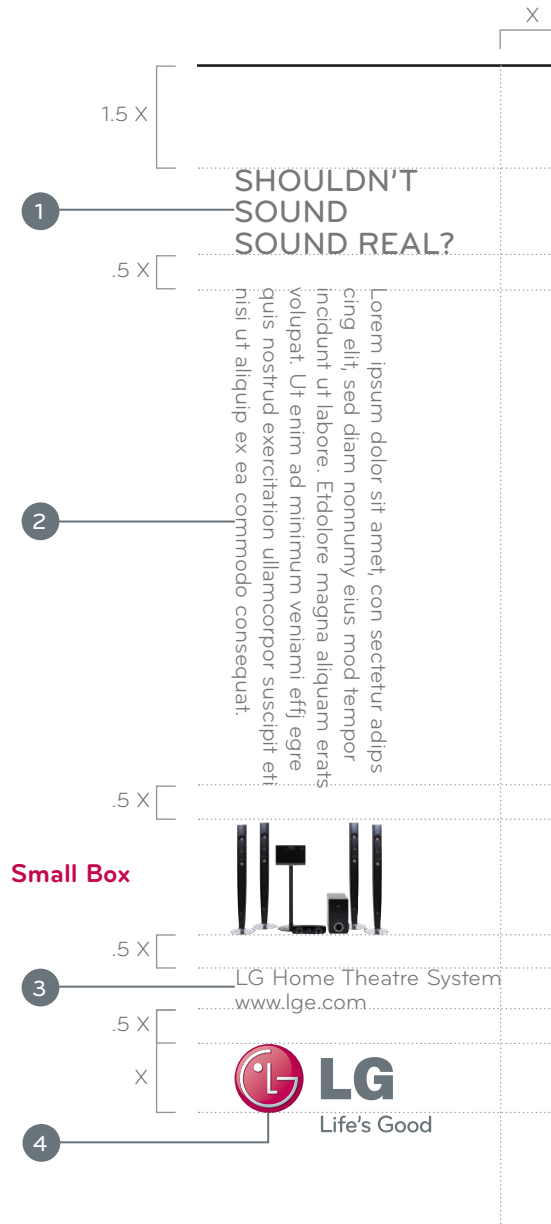 X
1.5 X
1
SHOULDN'T
SOUND
SOUND REAL?
.5 X
2
Lorem ipsum dolor sit amet, con sectetur adips
cing elit, sed diam nonnumy eius mod tempor
incidunt ut labore. Etdolore magna aliquam erats
volupat. Ut enim ad minimum veniami effj egre
quis nostrud exercitation ullamcorpor suscipit eti
nisi ut aliquip ex ea commodo consequat.
.5 X
Small Box
.5 X
3
LG Home Theatre System
www.lge.com
.5 X
X
LG
Life's Good
4